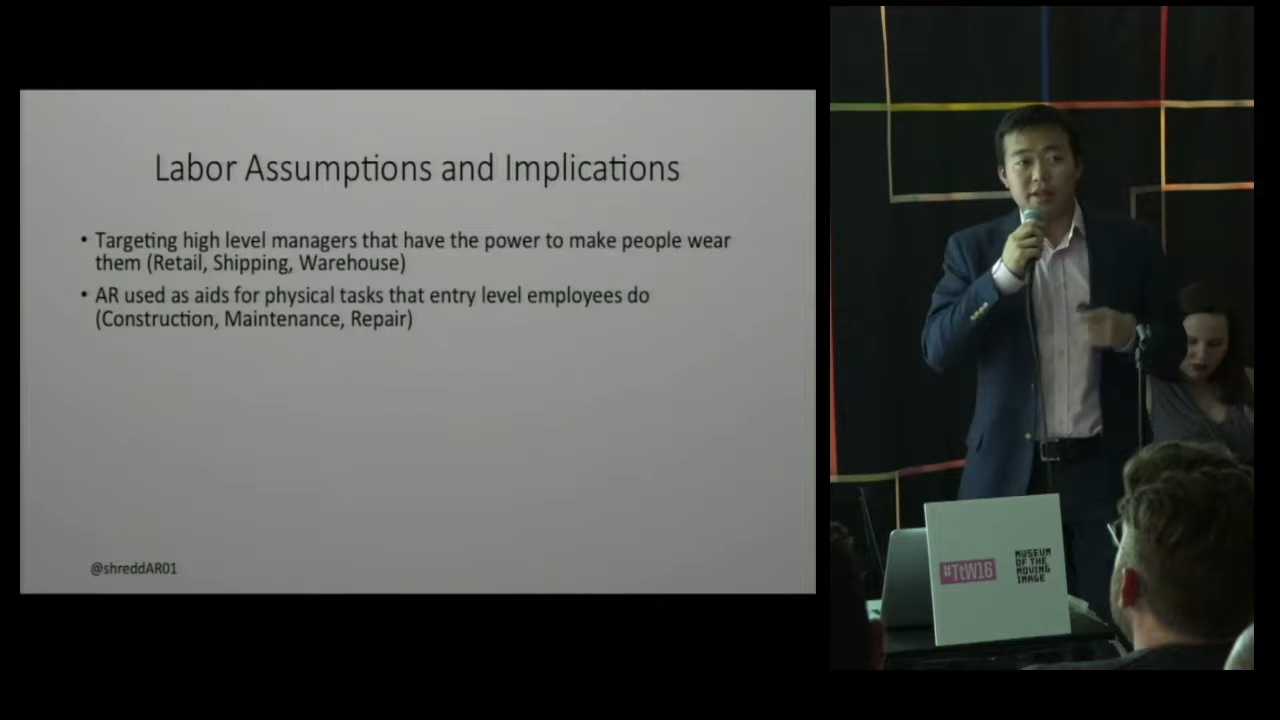 Labor Assumptions and Implications
• Targeting high level managers that have the power to make people wear
them (Retail, Shipping, Warehouse)
• AR used as aids for physical tasks that entry level employees do
(Construction, Maintenance, Repair)
@shreddAR01
#TtW16
MUSEUM
OF THE
MOVING
IMAGE